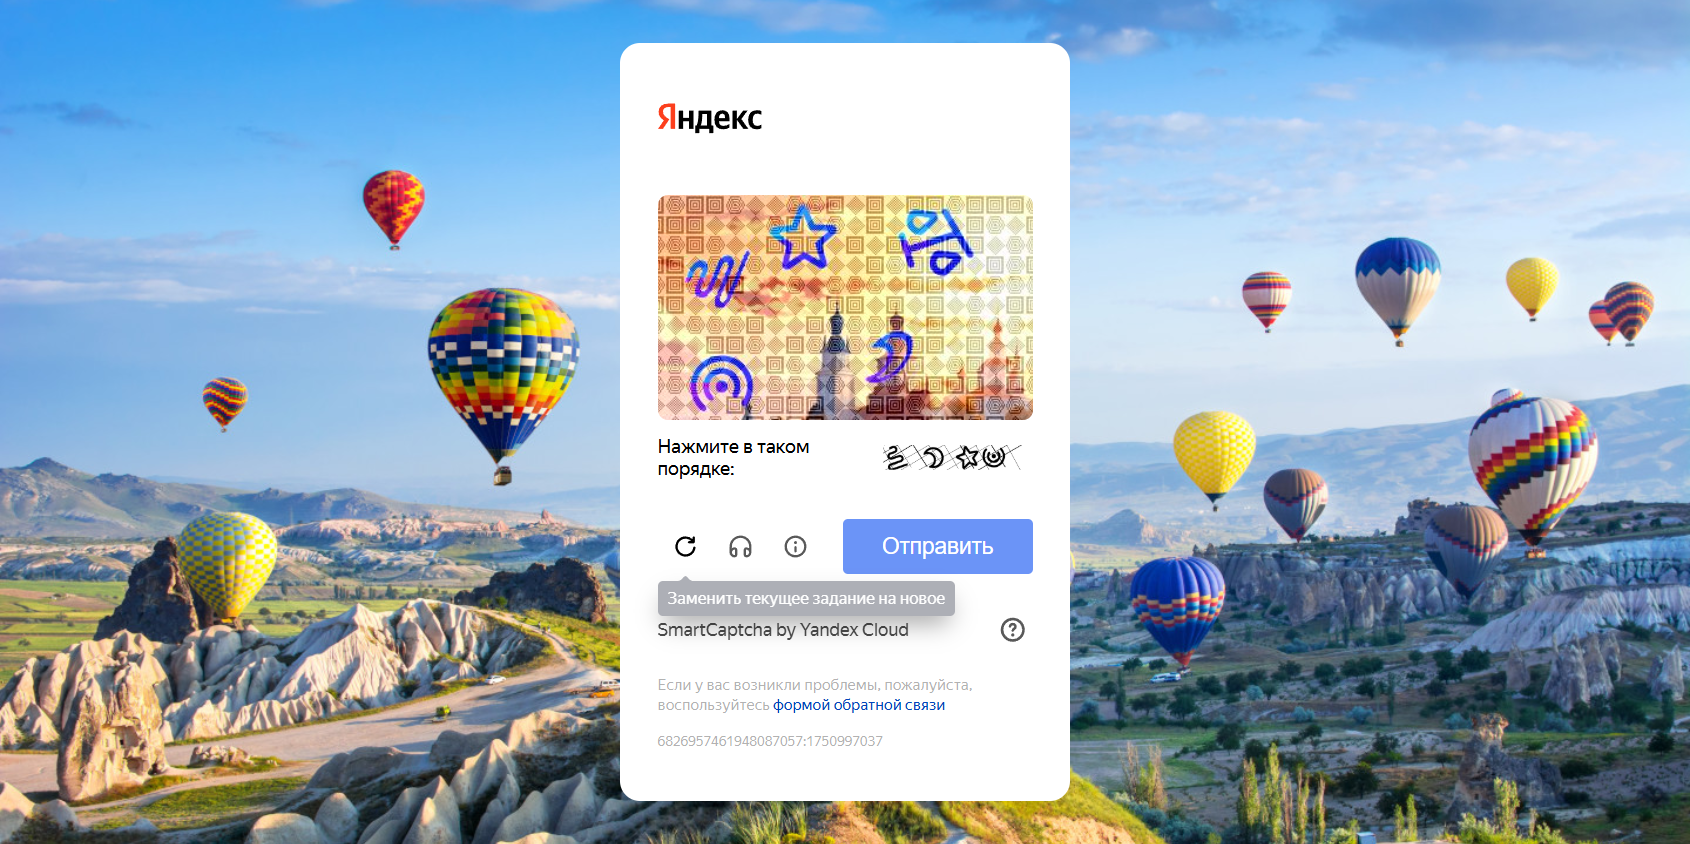 Яндекс
Нажмите в таком
порядке:
Отправить
Заменить текущее задание на новое
SmartCaptcha by Yandex Cloud
Если у вас возникли проблемы, пожалуйста,
воспользуйтесь формой обратной связи
6826957461948087057:1750997037